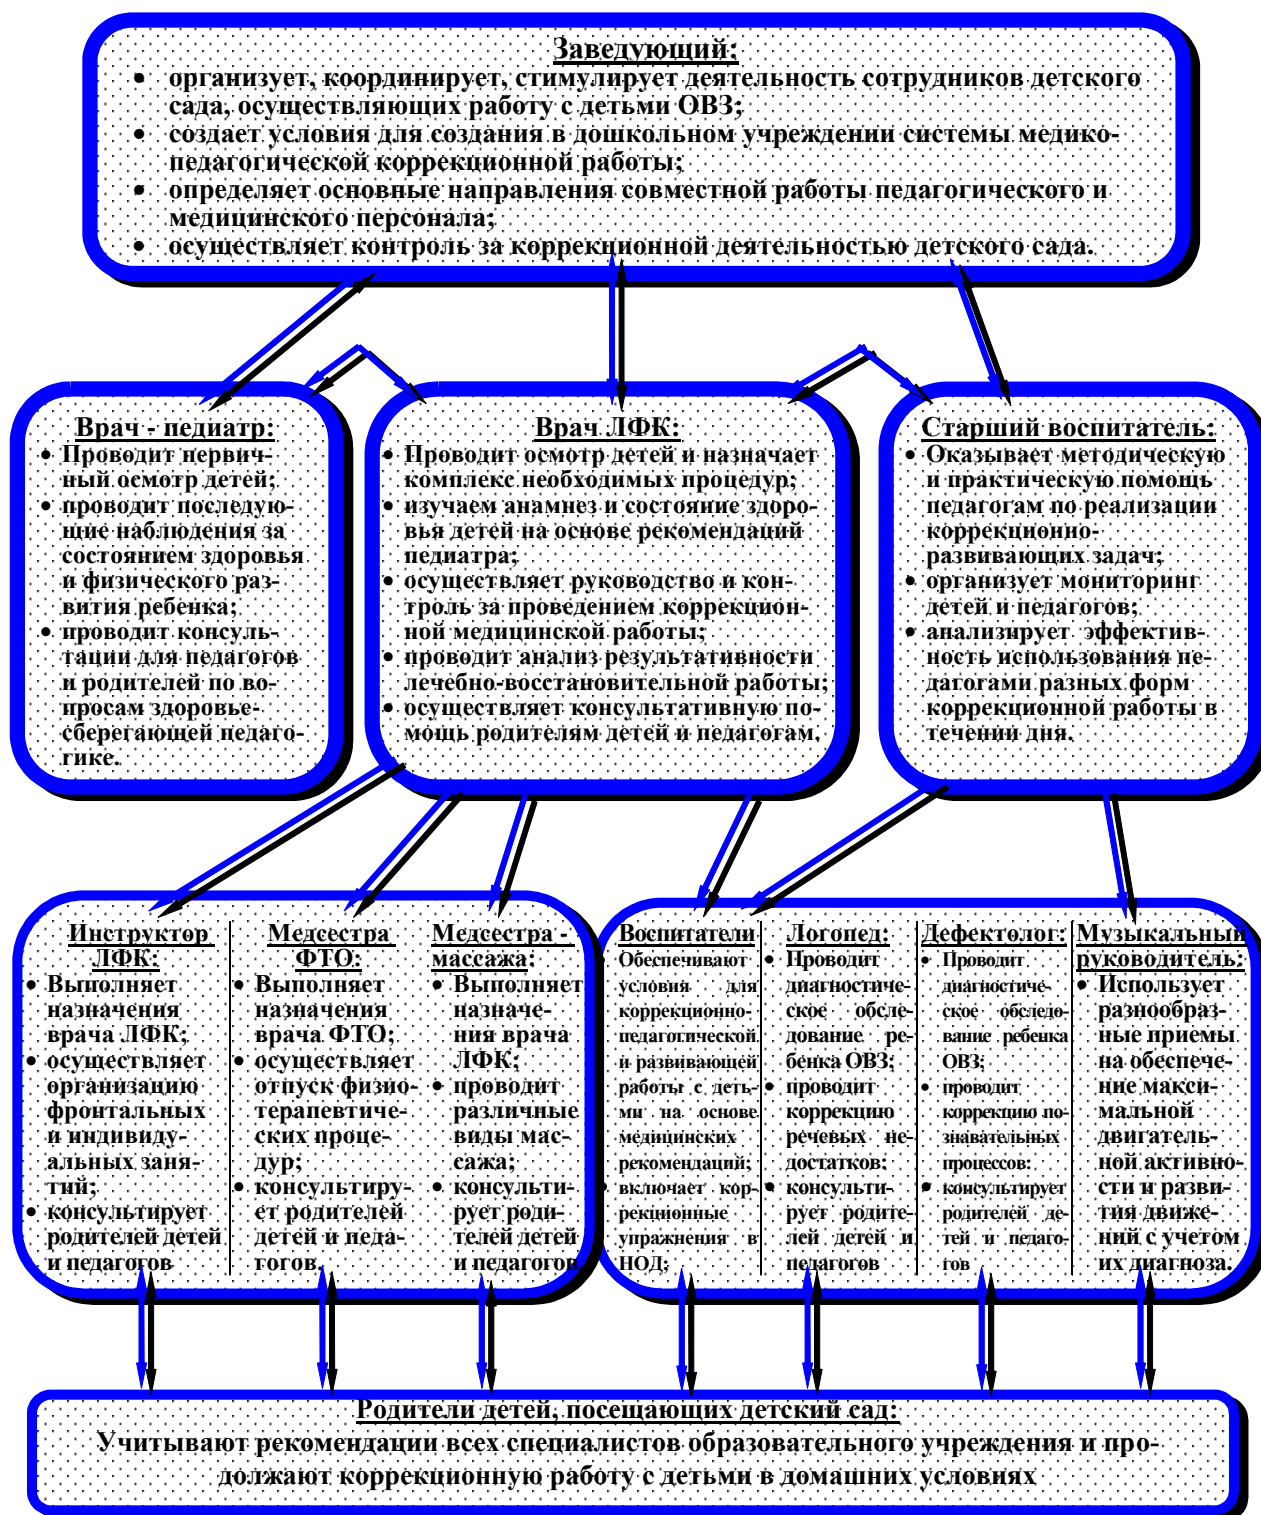 Заведующий:
• организует, координирует, стимулирует деятельность сотрудников детского
сада, осуществляющих работу с детьми ОВЗ;
• создает условия для создания в дошкольном учреждении системы медико-
педагогической коррекционной работы;
• определяет основные направления совместной работы педагогического и
медицинского персонала;
• осуществляет контроль за коррекционной деятельностью детского сада.
Врач - педиатр:
• Проводит первич-
ный осмотр детей;
• проводит последую-
щие наблюдения за
состоянием здоровья
и физического раз-
вития ребенка;
• проводит консуль-
тации для педагогов
и родителей по во-
просам здоровье-
сберегающей педаго-
гике.
Врач ЛФК:
• Проводит осмотр детей и назначает
комплекс необходимых процедур;
• изучаем анамнез и состояние здоро-
вья детей на основе рекомендаций
педиатра;
• осуществляет руководство и кон-
троль за проведением коррекцион-
ной медицинской работы;
• проводит анализ результативности
лечебно-восстановительной работы;
• осуществляет консультативную по-
мощь родителям детей и педагогам.
Старший воспитатель:
• Оказывает методическую
и практическую помощь
педагогам по реализации
коррекционно-
развивающих задач;
• организует мониторинг
детей и педагогов;
• анализирует эффектив-
ность использования пе-
дагогами разных форм
коррекционной работы в
течении дня.
Инструктор
ЛФК:
• Выполняет
назначения
врача ЛФК;
• осуществляет
организацию
фронтальных
и индивиду-
альных заня-
тий;
• консультирует
родителей детей
и педагогов
Медсестра
ФТО:
• Выполняет
назначения
врача ФТО;
• осуществляет
отпуск физио-
терапевтиче-
ских проце-
дур;
• консультиру-
ет родителей
детей и педа-
гогов.
Медсестра -
массажа:
• Выполняет
назначе-
ния врача
ЛФК;
• проводит
различные
виды мас-
сажа;
• консульти-
рует роди-
телей детей
и педагогов
Воспитатели
• Обеспечивают
условия для
коррекционно-
педагогической
и развивающей
работы с деть-
ми на основе
медицинских
рекомендаций;
• включает кор-
рекционные
упражнения в
НОД;
Логопед:
• Проводит
диагностиче-
ское обсле-
дование ре-
бенка ОВЗ;
• проводит
коррекцию
речевых не-
достатков;
• консульти-
рует родите-
лей детей и
педагогов
Дефектолог:
• Проводит
диагностиче-
ское обследо-
вание ребенка
ОВЗ;
• проводит
коррекцию по-
знавательных
процессов:
• консультирует
родителей де-
тей и педаго-
гов
Музыкальный
руководитель:
• Использует
разнообраз-
ные приемы
на обеспече-
ние макси-
мальной
двигатель-
ной активно-
сти и разви-
тия движе-
ний с учетом
их диагноза.
Родители детей, посещающих детский сад:
Учитывают рекомендации всех специалистов образовательного учреждения и про-
должают коррекционную работу с детьми в домашних условиях